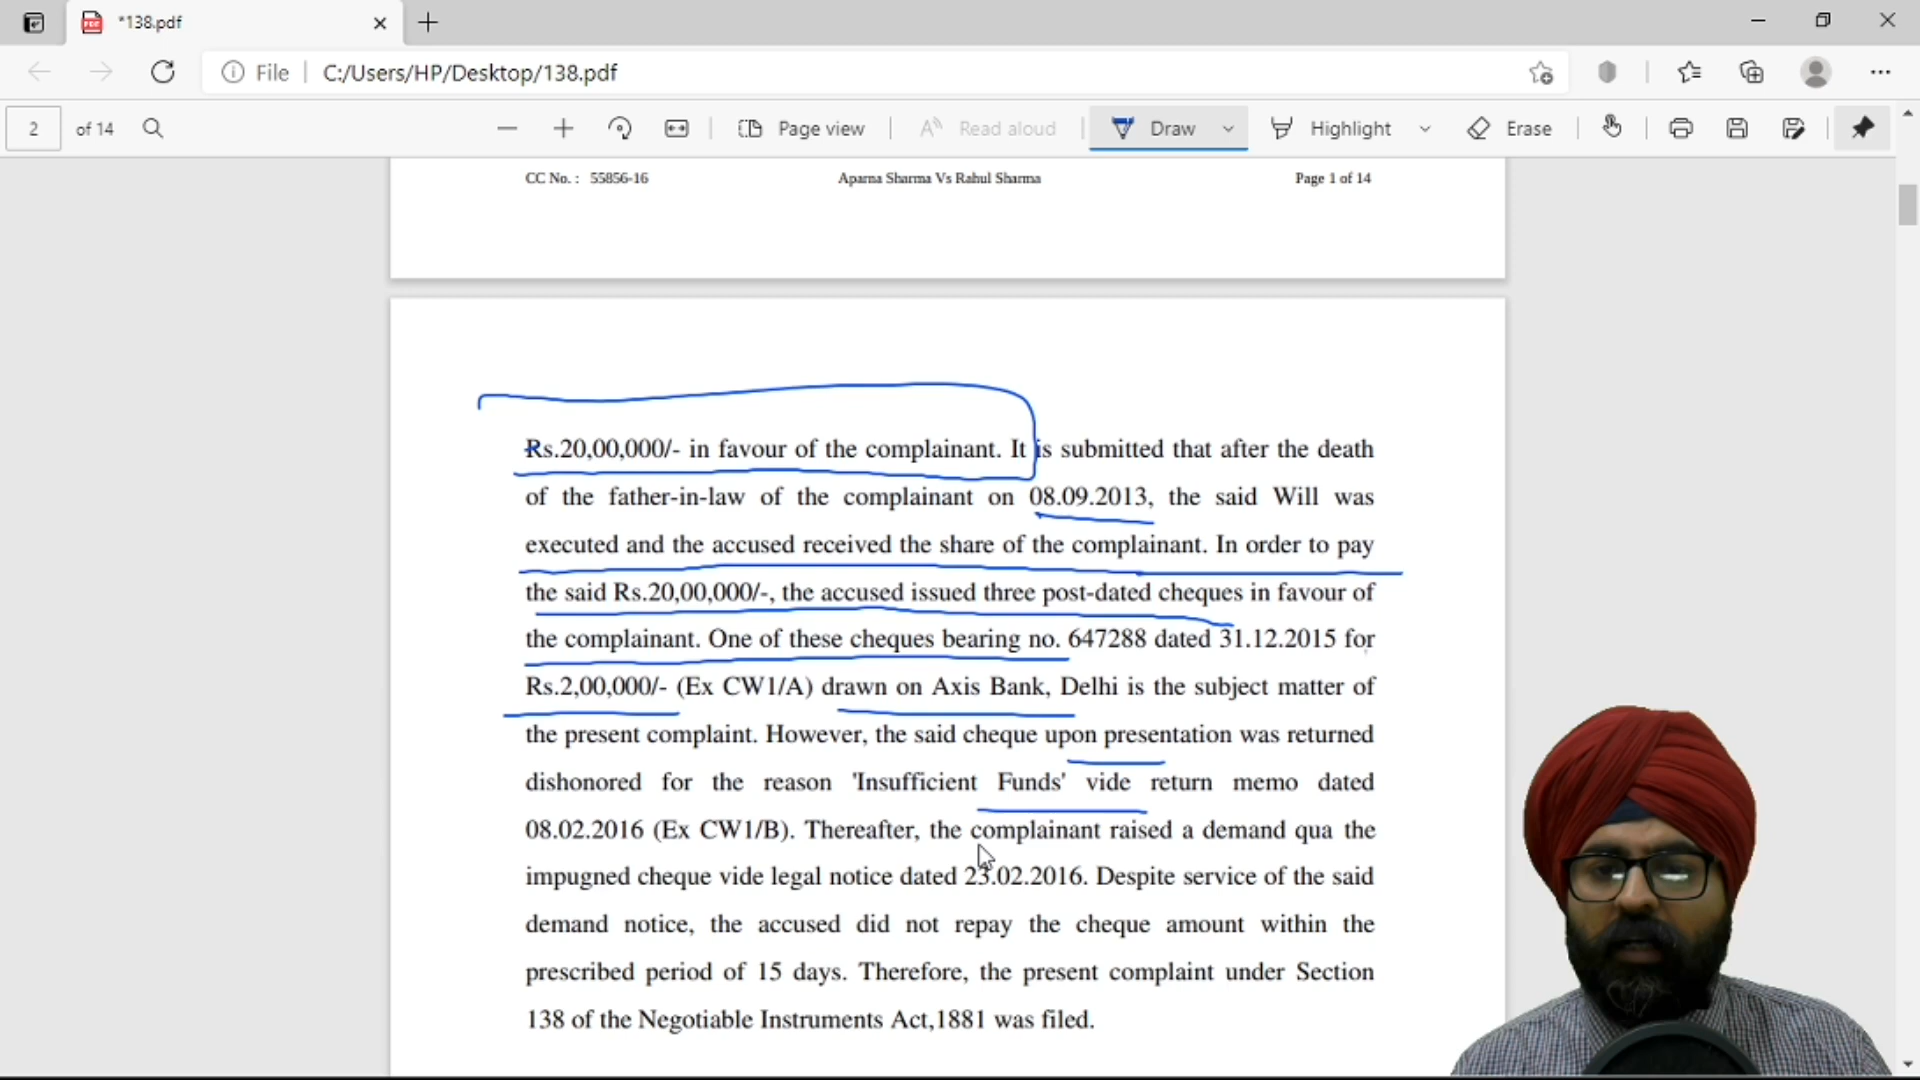 *138.pdf
File
C:/Users/HP/Desktop/138.pdf
2 of 14
Page view
Read aloud
Draw
Highlight
Erase
CC No. : 55856-16 Aparna Sharma Vs Rahul Sharma Page 1 of 14
Rs.20,00,000/- in favour of the complainant. It is submitted that after the death
of the father-in-law of the complainant on 08.09.2013, the said Will was
executed and the accused received the share of the complainant. In order to pay
the said Rs.20,00,000/-, the accused issued three post-dated cheques in favour of
the complainant. One of these cheques bearing no. 647288 dated 31.12.2015 for
Rs.2,00,000/- (Ex CW1/A) drawn on Axis Bank, Delhi is the subject matter of
the present complaint. However, the said cheque upon presentation was returned
dishonored for the reason 'Insufficient Funds' vide return memo dated
08.02.2016 (Ex CW1/B). Thereafter, the complainant raised a demand qua the
impugned cheque vide legal notice dated 23.02.2016. Despite service of the said
demand notice, the accused did not repay the cheque amount within the
prescribed period of 15 days. Therefore, the present complaint under Section
138 of the Negotiable Instruments Act,1881 was filed.